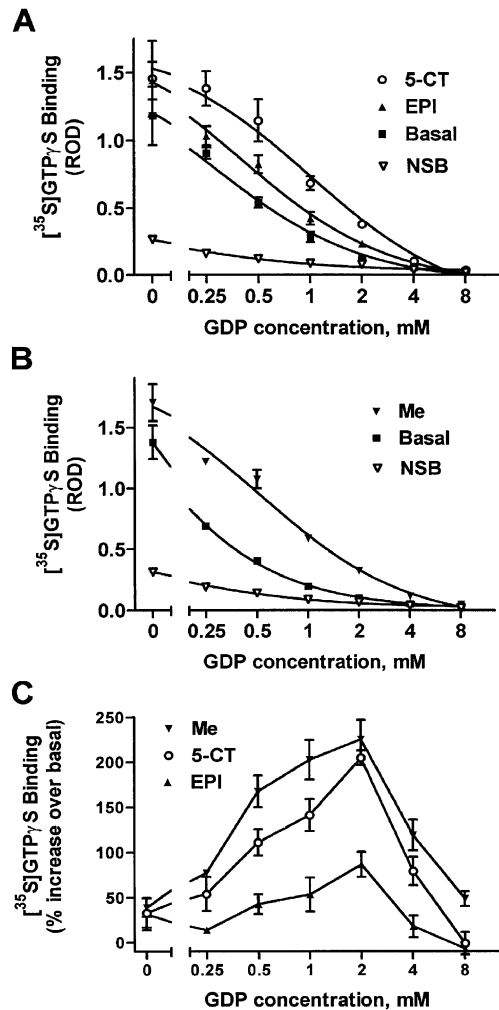 A
[35S]GTPγS Binding
(ROD)
1.5
1.0
0.5
0.0
5-CT
EPI
Basal
NSB
0 0.25 0.5 1 2 4 8
GDP concentration, mM
B
[35S]GTPγS Binding
(ROD)
1.5
1.0
0.5
0.0
Me
Basal
NSB
0 0.25 0.5 1 2 4 8
GDP concentration, mM
C
[35S]GTPγS Binding
(% increase over basal)
250
200
150
100
50
0
Me
5-CT
EPI
0 0.25 0.5 1 2 4 8
GDP concentration, mM